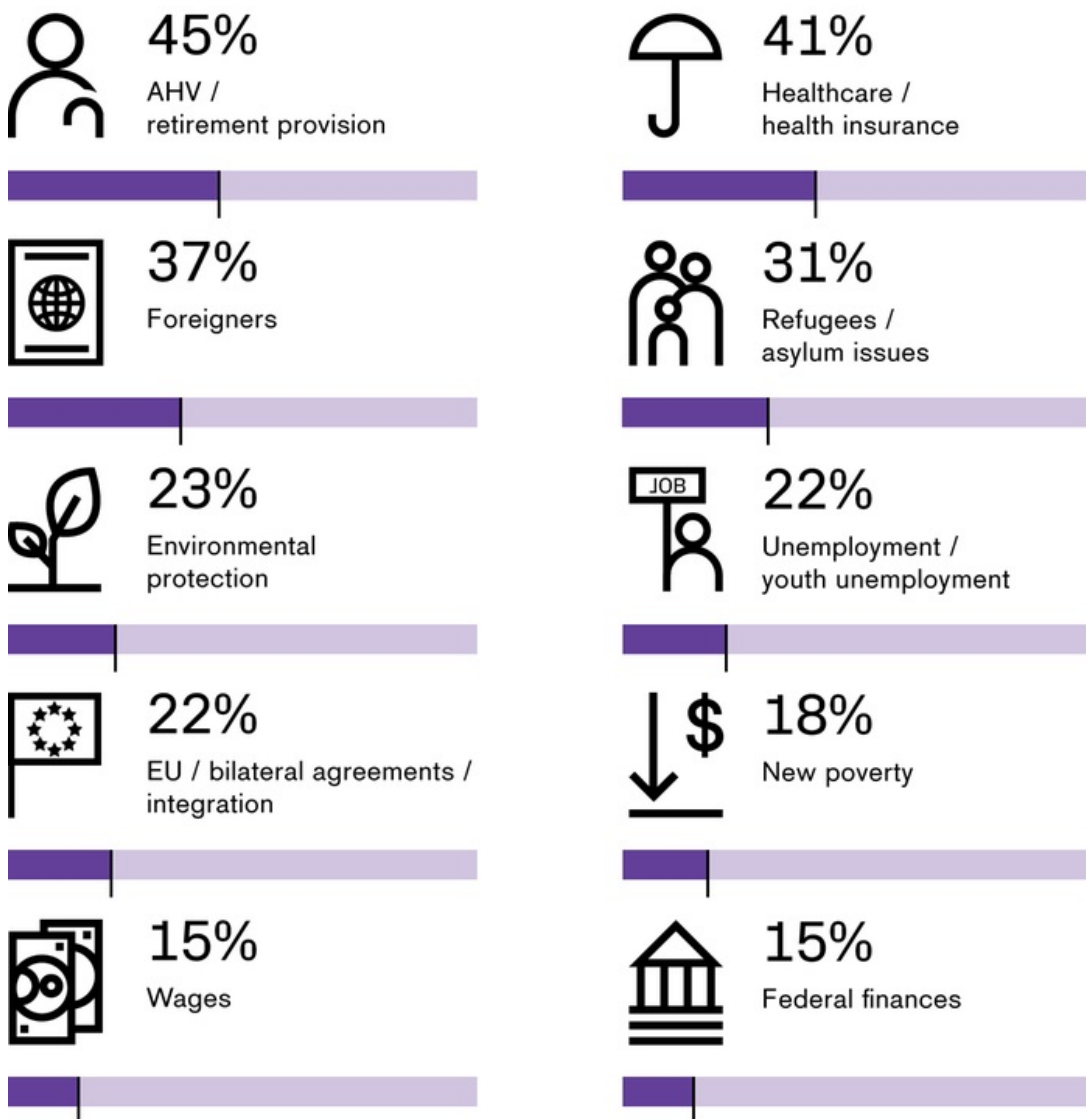 45%
AHV /
retirement provision
41%
Healthcare /
health insurance
37%
Foreigners
31%
Refugees /
asylum issues
23%
Environmental
protection
JOB
22%
Unemployment /
youth unemployment
22%
EU / bilateral agreements /
integration
$
18%
New poverty
15%
Wages
15%
Federal finances